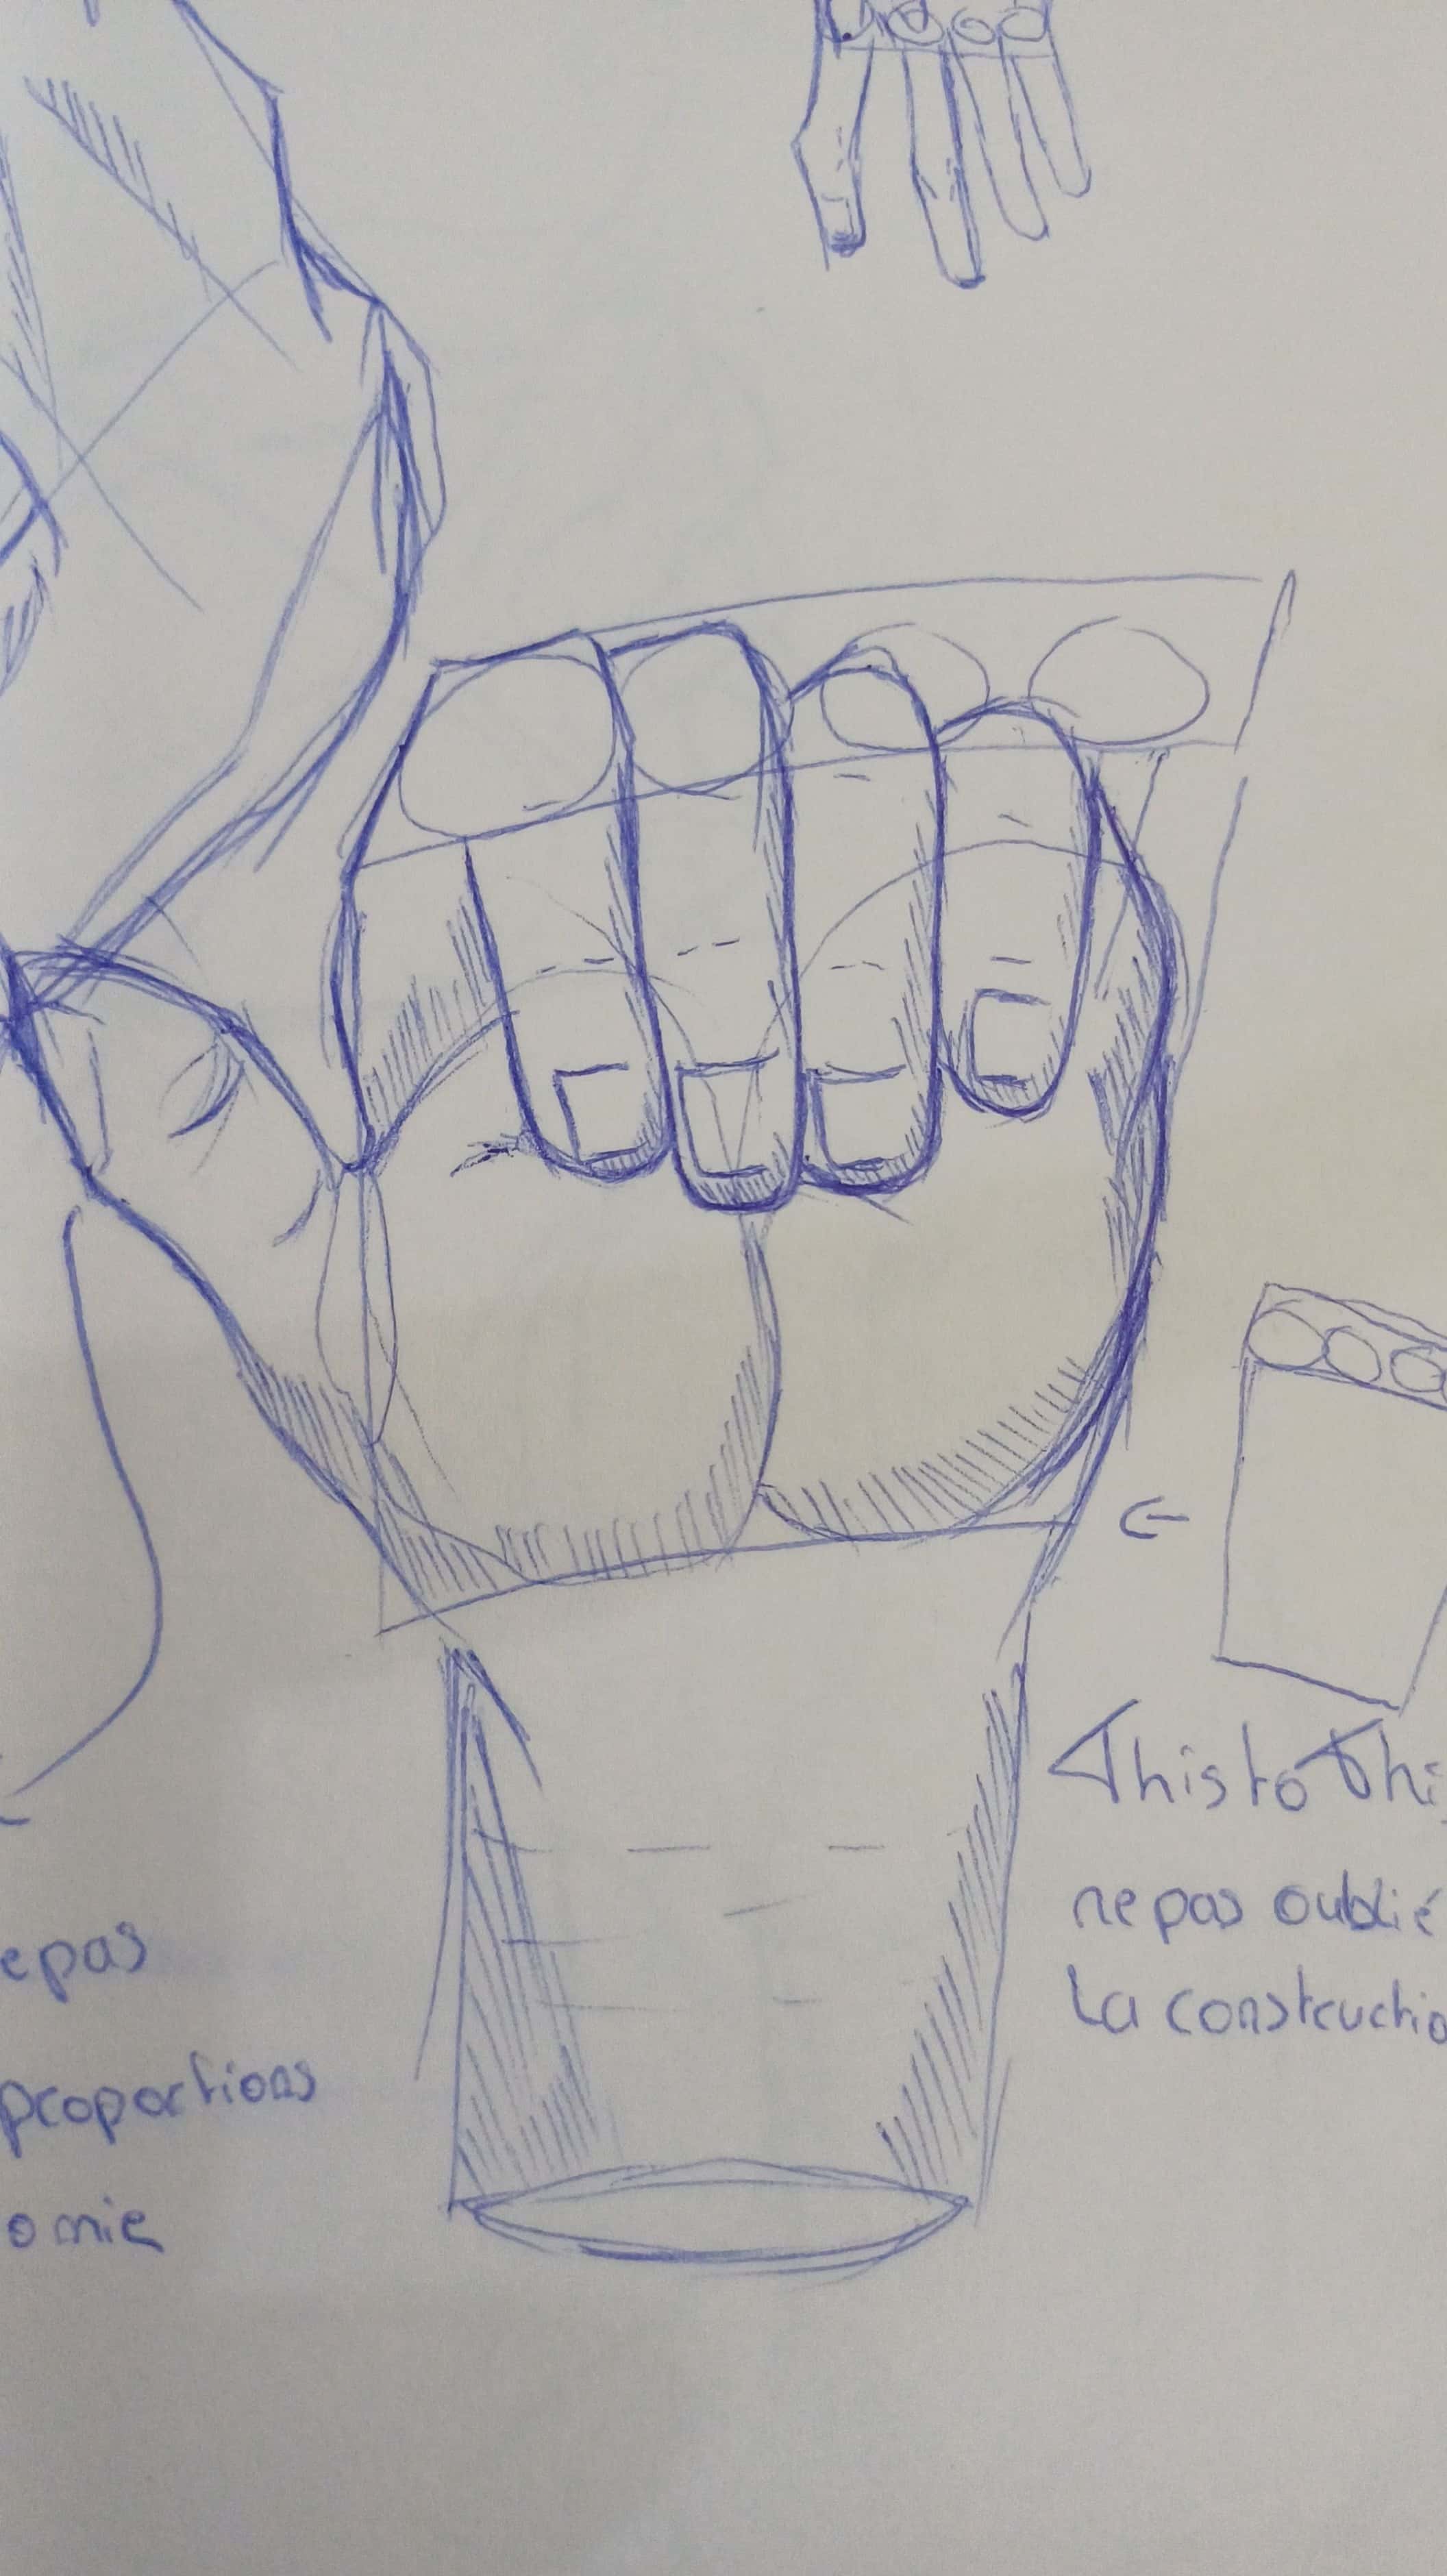 This to Thi
ne pas oublié
La constructio
epas
proportions
omie